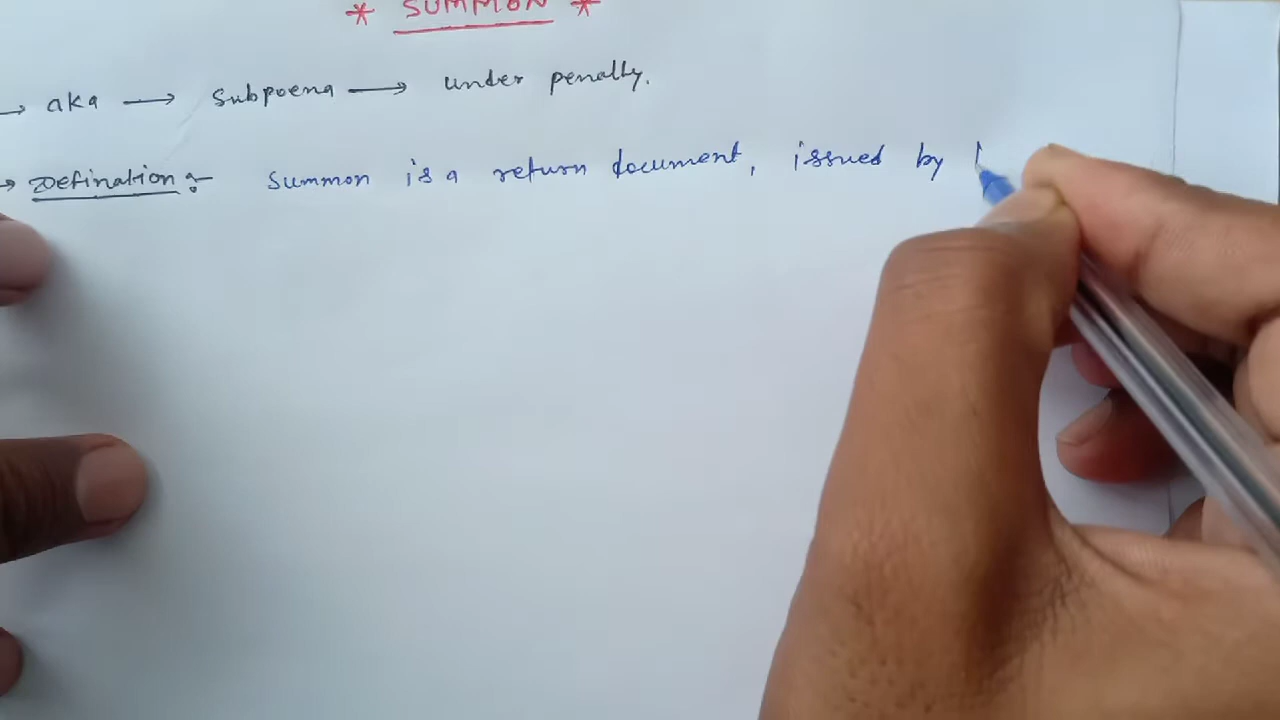 * SUMMON *
→ aka → Subpoena → under penalty.
→ Defination :- Summon is a return document, issued by